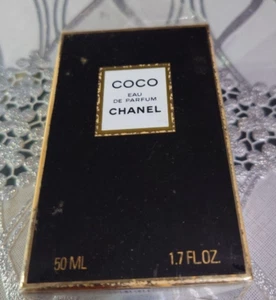 COCO
EAU
DE PARFUM
CHANEL
50 ML 1.7 FL.OZ.